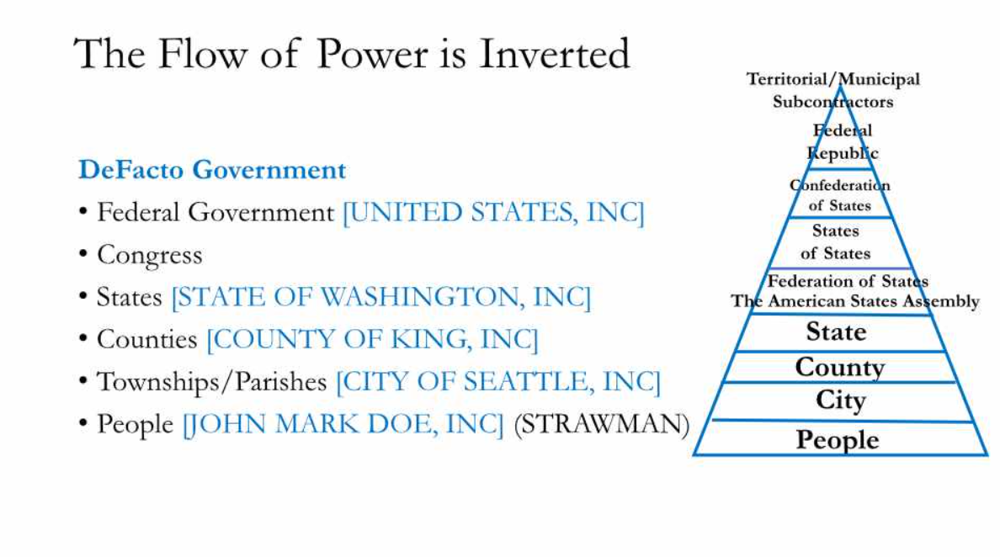 The Flow of Power is Inverted
DeFacto Government
• Federal Government [UNITED STATES, INC]
• Congress
• States [STATE OF WASHINGTON, INC]
• Counties [COUNTY OF KING, INC]
• Townships/Parishes [CITY OF SEATTLE, INC]
• People [JOHN MARK DOE, INC] (STRAWMAN)
Territorial/Municipal
Subcontractors
Federal
Republic
Confederation
of States
States
of States
Federation of States
The American States Assembly
State
County
City
People